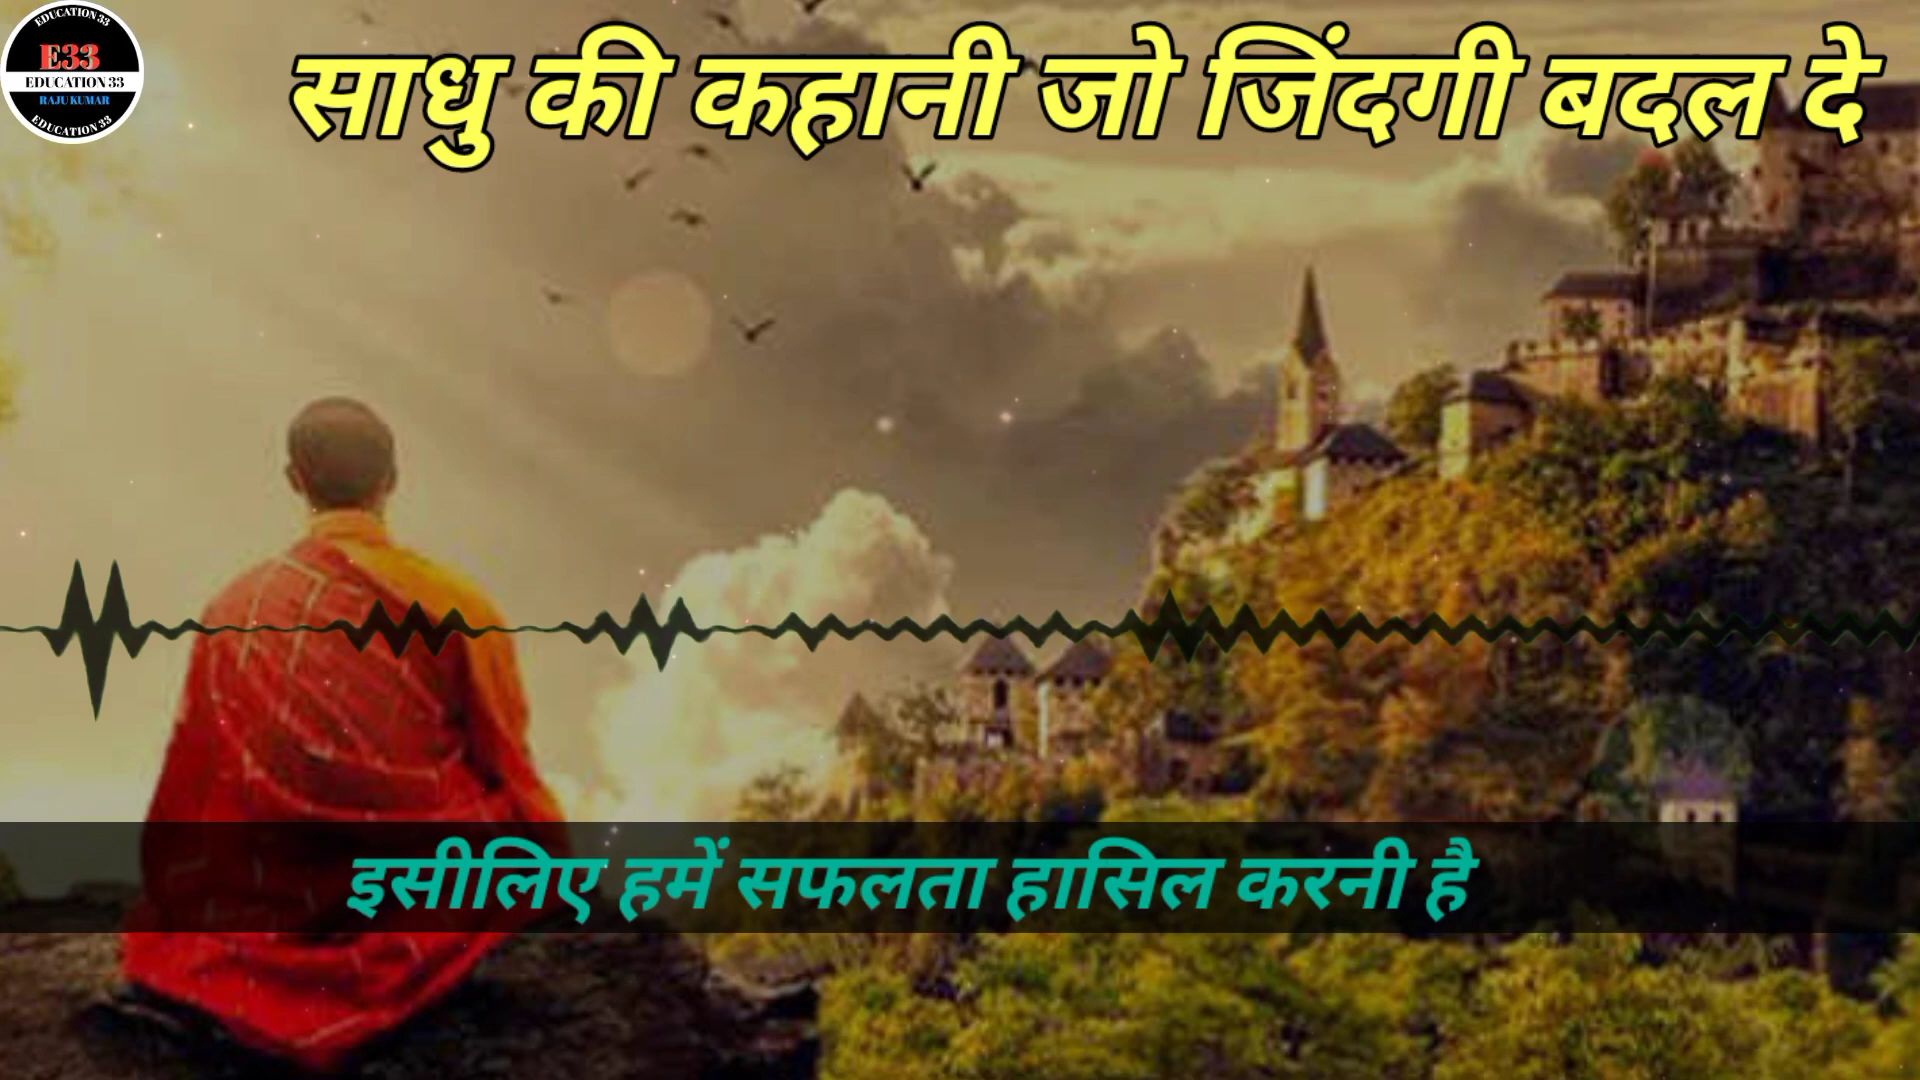 EDUCATION 33
E33
EDUCATION 33
RAJU KUMAR
EDUCATION 33
साधु की कहानी जो जिंदगी बदल दे
इसीलिए हमें सफलता हासिल करनी है